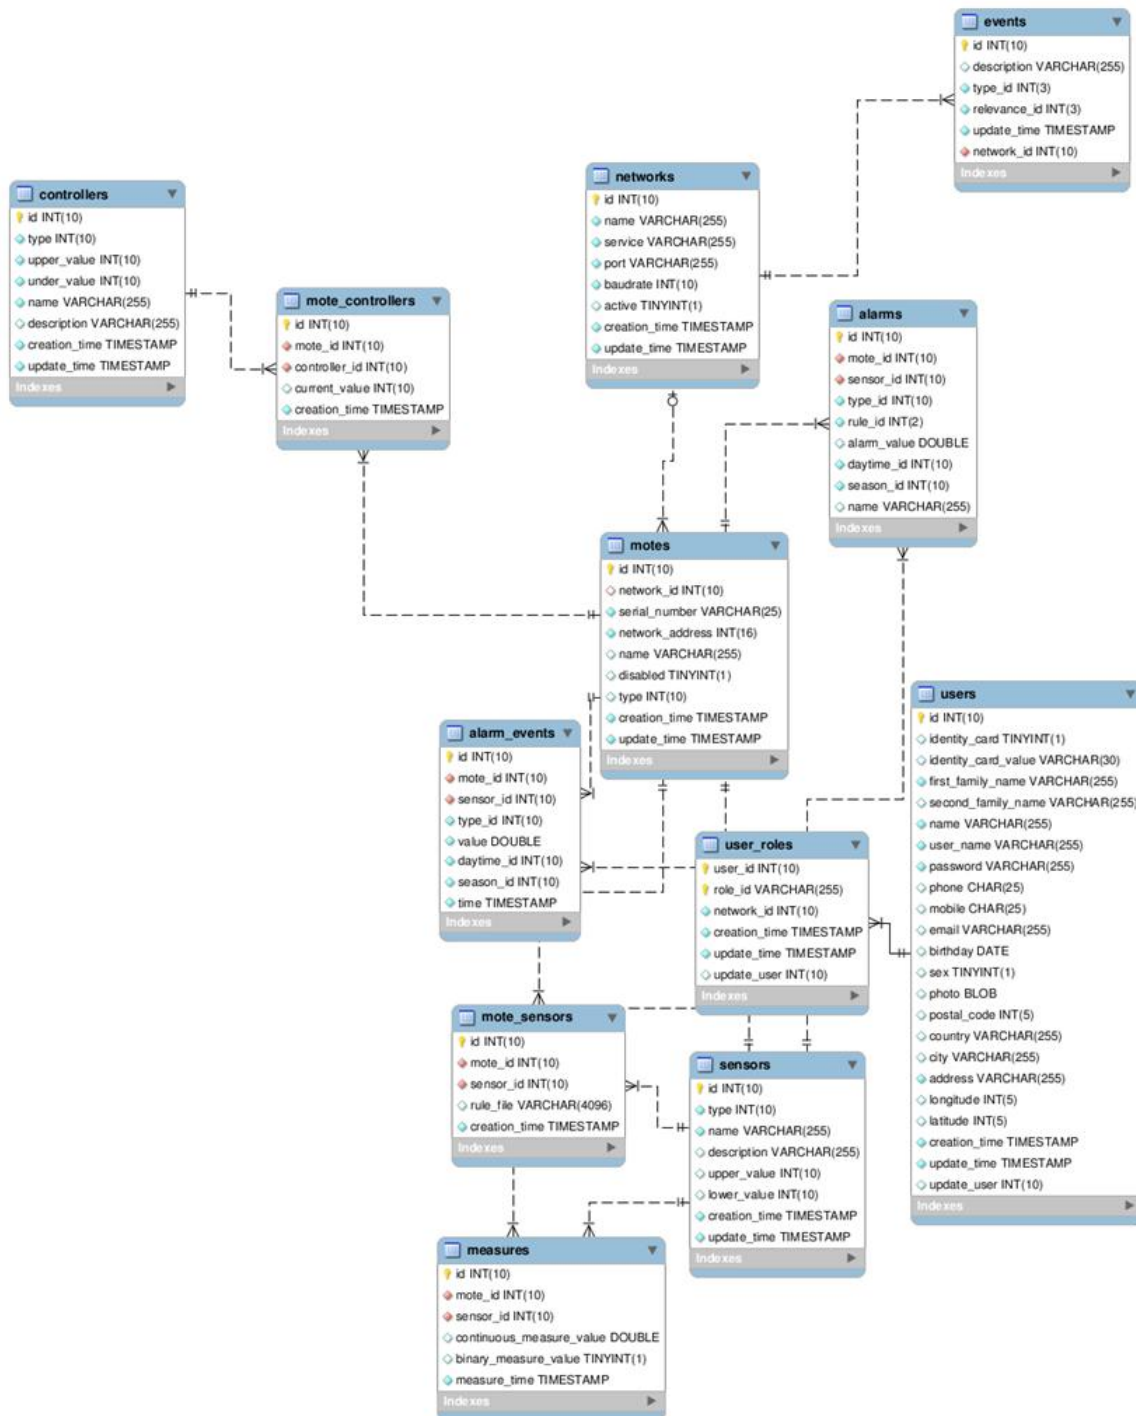 events
id INT(10)
description VARCHAR(255)
type_id INT(3)
relevance_id INT(3)
update_time TIMESTAMP
network_id INT(10)
Indexes
networks
id INT(10)
name VARCHAR(255)
service VARCHAR(255)
port VARCHAR(255)
baudrate INT(10)
active TINYINT(1)
creation_time TIMESTAMP
update_time TIMESTAMP
Indexes
controllers
id INT(10)
type INT(10)
upper_value INT(10)
under_value INT(10)
name VARCHAR(255)
description VARCHAR(255)
creation_time TIMESTAMP
update_time TIMESTAMP
Indexes
mote_controllers
id INT(10)
mote_id INT(10)
controller_id INT(10)
current_value INT(10)
creation_time TIMESTAMP
Indexes
alarms
id INT(10)
mote_id INT(10)
sensor_id INT(10)
type_id INT(10)
rule_id INT(2)
alarm_value DOUBLE
daytime_id INT(10)
season_id INT(10)
name VARCHAR(255)
Indexes
motes
id INT(10)
network_id INT(10)
serial_number VARCHAR(25)
network_address INT(16)
name VARCHAR(255)
disabled TINYINT(1)
type INT(10)
creation_time TIMESTAMP
update_time TIMESTAMP
Indexes
users
id INT(10)
identity_card TINYINT(1)
identity_card_value VARCHAR(30)
first_family_name VARCHAR(255)
second_family_name VARCHAR(255)
name VARCHAR(255)
user_name VARCHAR(255)
password VARCHAR(255)
phone CHAR(25)
mobile CHAR(25)
email VARCHAR(255)
birthday DATE
sex TINYINT(1)
photo BLOB
postal_code INT(5)
country VARCHAR(255)
city VARCHAR(255)
address VARCHAR(255)
longitude INT(5)
latitude INT(5)
creation_time TIMESTAMP
update_time TIMESTAMP
update_user INT(10)
Indexes
alarm_events
id INT(10)
mote_id INT(10)
sensor_id INT(10)
type_id INT(10)
value DOUBLE
daytime_id INT(10)
season_id INT(10)
time TIMESTAMP
Indexes
user_roles
user_id INT(10)
role_id VARCHAR(255)
network_id INT(10)
creation_time TIMESTAMP
update_time TIMESTAMP
update_user INT(10)
Indexes
mote_sensors
id INT(10)
mote_id INT(10)
sensor_id INT(10)
rule_file VARCHAR(4096)
creation_time TIMESTAMP
Indexes
sensors
id INT(10)
type INT(10)
name VARCHAR(255)
description VARCHAR(255)
upper_value INT(10)
lower_value INT(10)
creation_time TIMESTAMP
update_time TIMESTAMP
Indexes
measures
id INT(10)
mote_id INT(10)
sensor_id INT(10)
continuous_measure_value DOUBLE
binary_measure_value TINYINT(1)
measure_time TIMESTAMP
Indexes